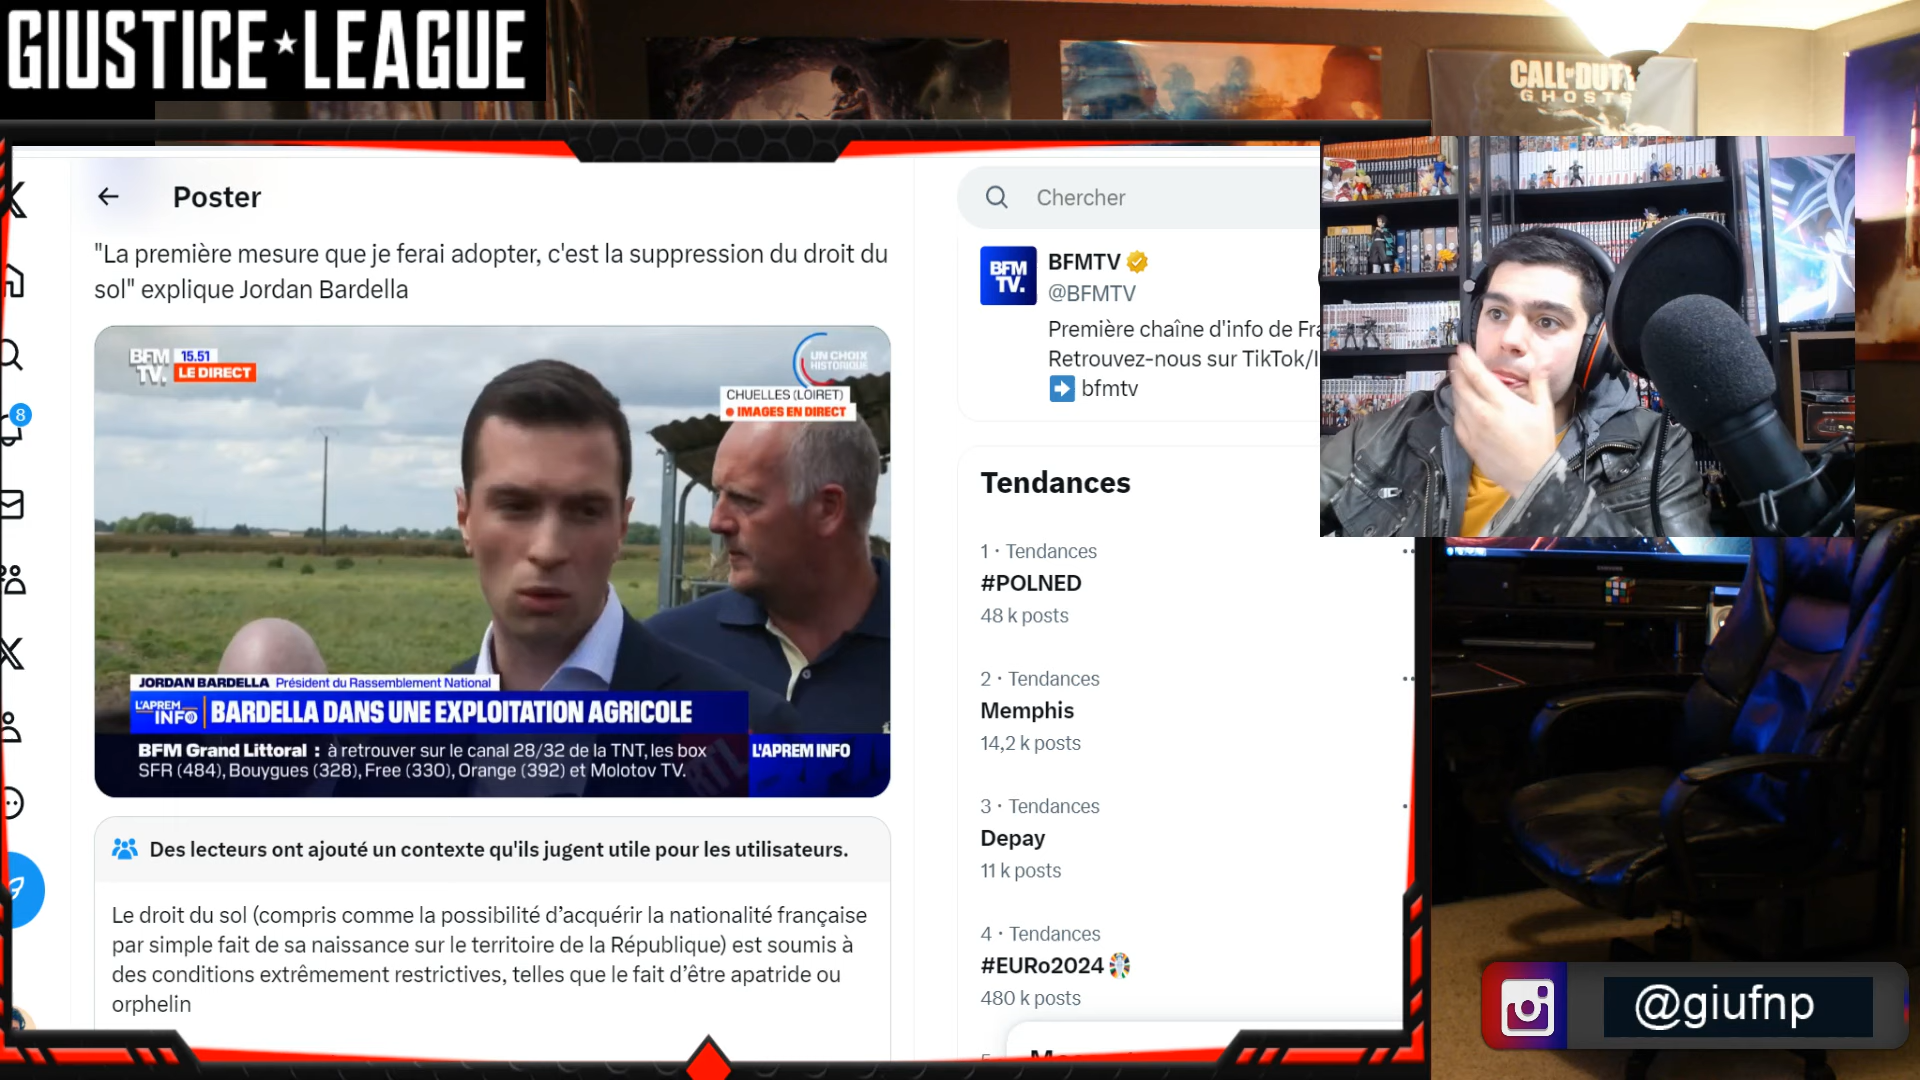 GIUSTICE★LEAGUE
CALL OF DUTY
GHOSTS
Poster
"La première mesure que je ferai adopter, c'est la suppression du droit du
sol" explique Jordan Bardella
BFM
TV.
15.51
LE DIRECT
UN CHOIX
HISTORIQUE
CHUELLES (LOIRET)
IMAGES EN DIRECT
JORDAN BARDELLA Président du Rassemblement National
L'APREM
INFO
BARDELLA DANS UNE EXPLOITATION AGRICOLE
BFM Grand Littoral : à retrouver sur le canal 28/32 de la TNT, les box
SFR (484), Bouygues (328), Free (330), Orange (392) et Molotov TV.
L'APREM INFO
Des lecteurs ont ajouté un contexte qu'ils jugent utile pour les utilisateurs.
Le droit du sol (compris comme la possibilité d’acquérir la nationalité française
par simple fait de sa naissance sur le territoire de la République) est soumis à
des conditions extrêmement restrictives, telles que le fait d’être apatride ou
orphelin
8
Chercher
BFM
TV.
BFMTV
@BFMTV
Première chaîne d'info de Fra
Retrouvez-nous sur TikTok/I
bfmtv
Tendances
1 · Tendances
#POLNED
48 k posts
2 · Tendances
Memphis
14,2 k posts
3 · Tendances
Depay
11 k posts
4 · Tendances
#EURo2024
480 k posts
@giufnp